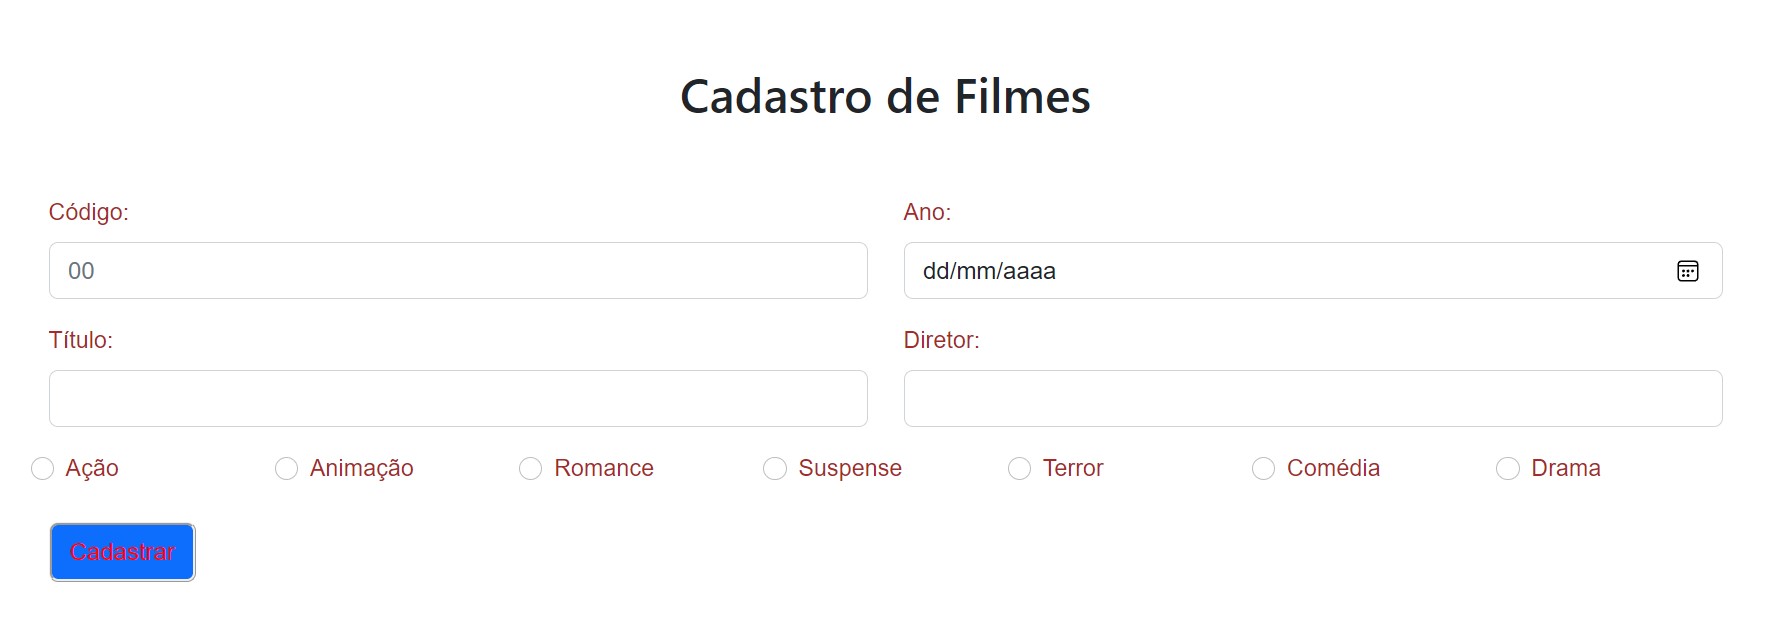 Cadastro de Filmes
Código: Ano:
00 dd/mm/aaaa
Título: Diretor:
Ação Animação Romance Suspense Terror Comédia Drama
Cadastrar